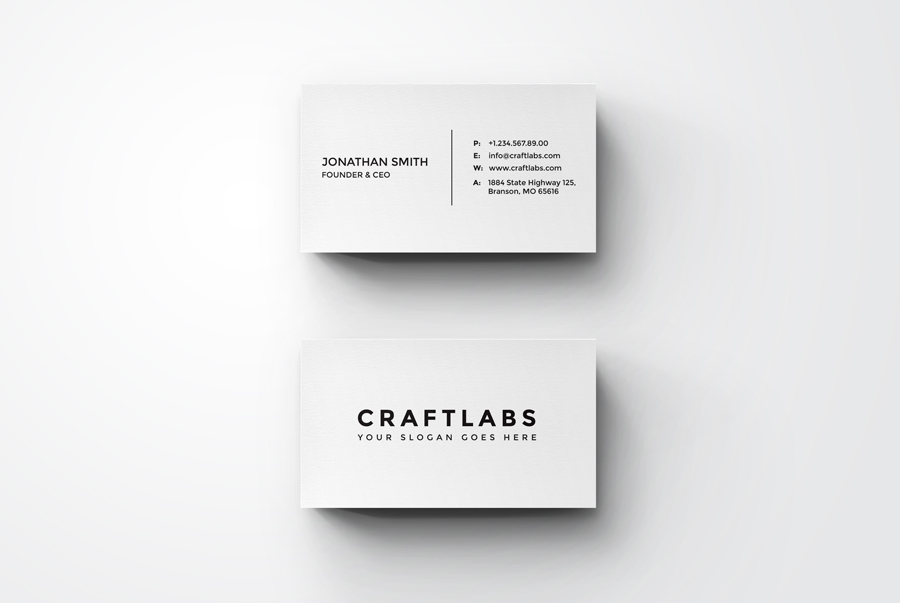 JONATHAN SMITH
FOUNDER & CEO
P: +1.234.567.89.00
E: info@craftlabs.com
W: www.craftlabs.com
A: 1884 State Highway 125,
Branson, MO 65616
CRAFTLABS
YOUR SLOGAN GOES HERE